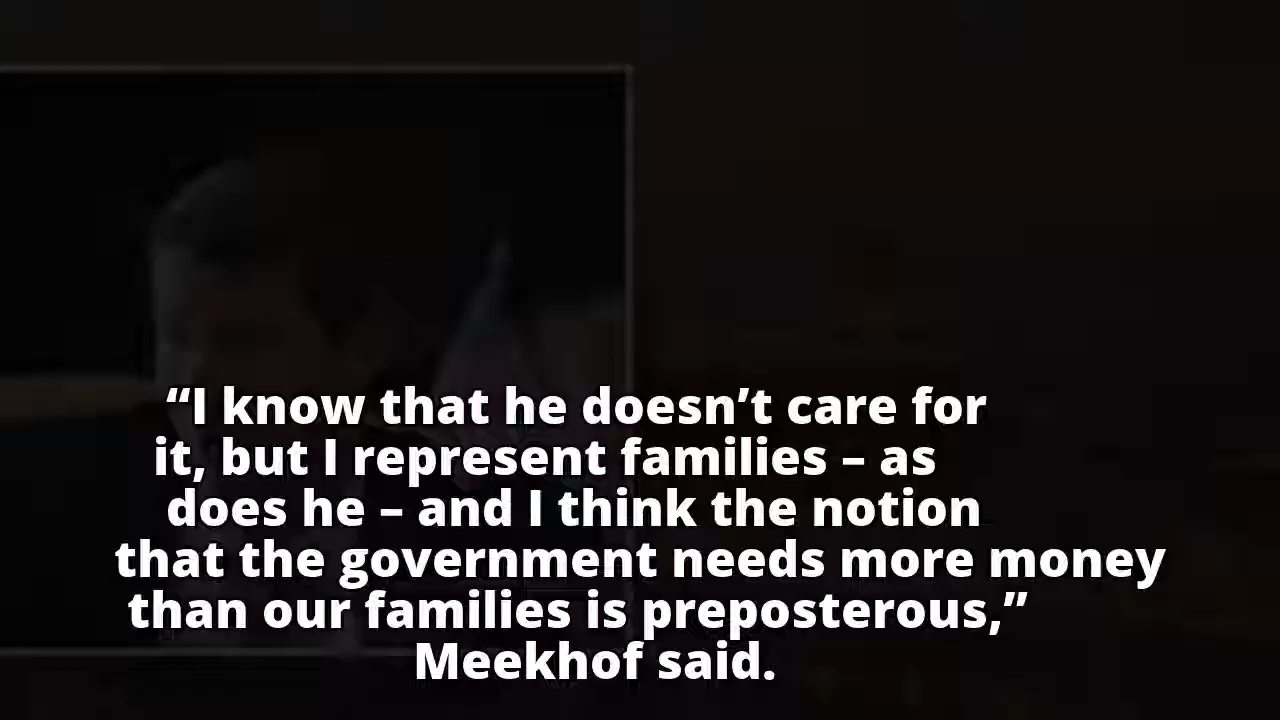 “I know that he doesn’t care for
it, but I represent families – as
does he – and I think the notion
that the government needs more money
than our families is preposterous,”
Meekhof said.